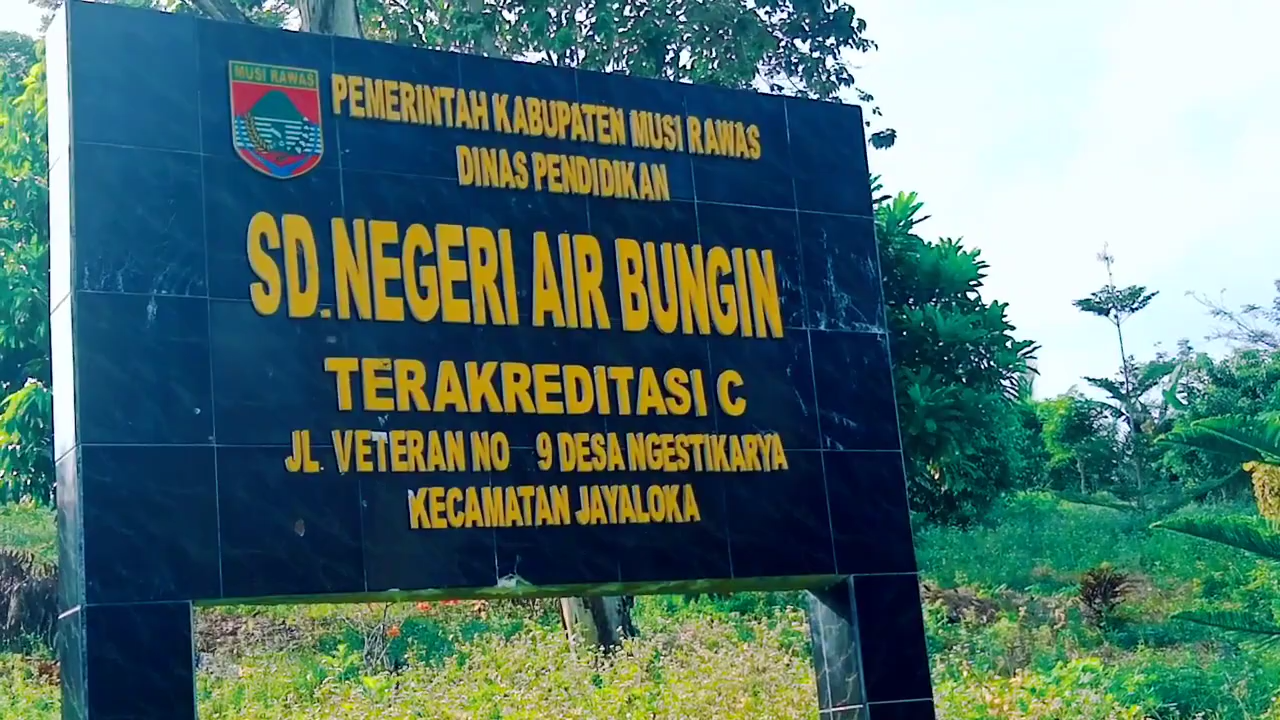 MUSI RAWAS
PEMERINTAH KABUPATEN MUSI RAWAS
DINAS PENDIDIKAN
SD.NEGERI AIR BUNGIN
TERAKREDITASI C
JL. VETERAN NO 9 DESA NGESTIKARYA
KECAMATAN JAYALOKA